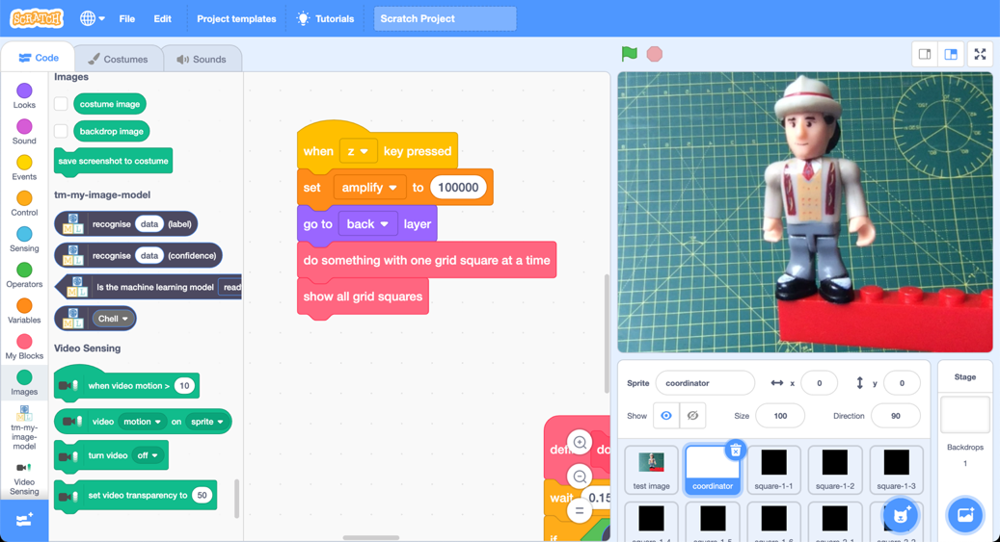 SCRATCH File Edit Project templates Tutorials Scratch Project
Code Costumes Sounds
Looks
Sound
Events
Control
Sensing
Operators
Variables
My Blocks
Images
tm-my-
image-
model
Video
Sensing
Images
costume image
backdrop image
save screenshot to costume
tm-my-image-model
ML recognise data (label)
ML recognise data (confidence)
ML Is the machine learning model read
ML Chell
Video Sensing
when video motion > 10
video motion on sprite
turn video off
set video transparency to 50
when z key pressed
set amplify to 100000
go to back layer
do something with one grid square at a time
show all grid squares
do
wait 0.15
if
Sprite coordinator x 0 y 0
Show Size 100 Direction 90
test image coordinator square-1-1 square-1-2 square-1-3
square-1-4 square-1-5 square-1-6 square-2-1 square-2-2
Stage
Backdrops
1